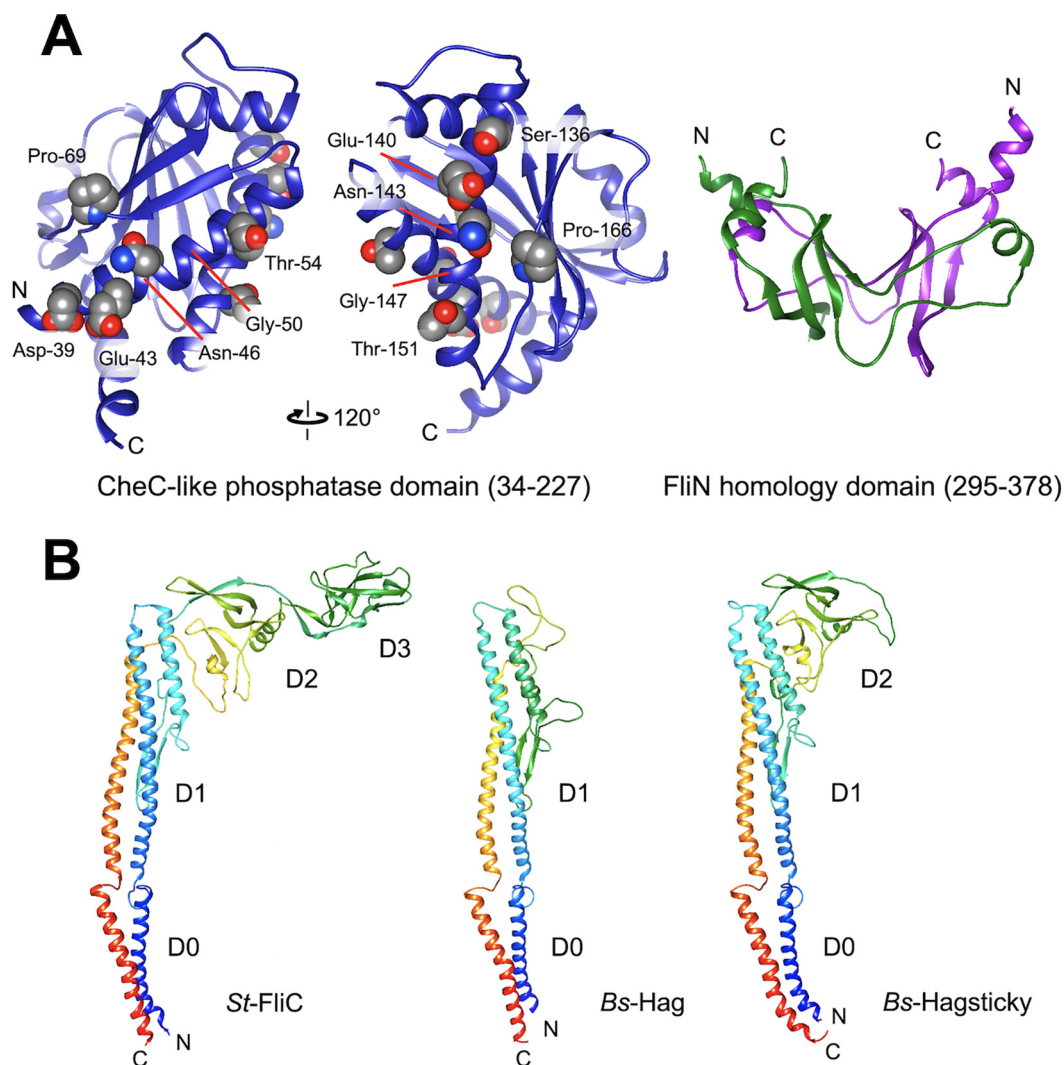 A
Pro-69
N
Asp-39
Glu-43
Asn-46
Gly-50
Thr-54
C
120°
Glu-140
Asn-143
Gly-147
Thr-151
Ser-136
Pro-166
C
N
C
C
N
CheC-like phosphatase domain (34-227)
FliN homology domain (295-378)
B
D3
D2
D1
D0
St-FliC
N
C
D1
D0
Bs-Hag
N
C
D2
D1
D0
Bs-Hagsticky
N
C